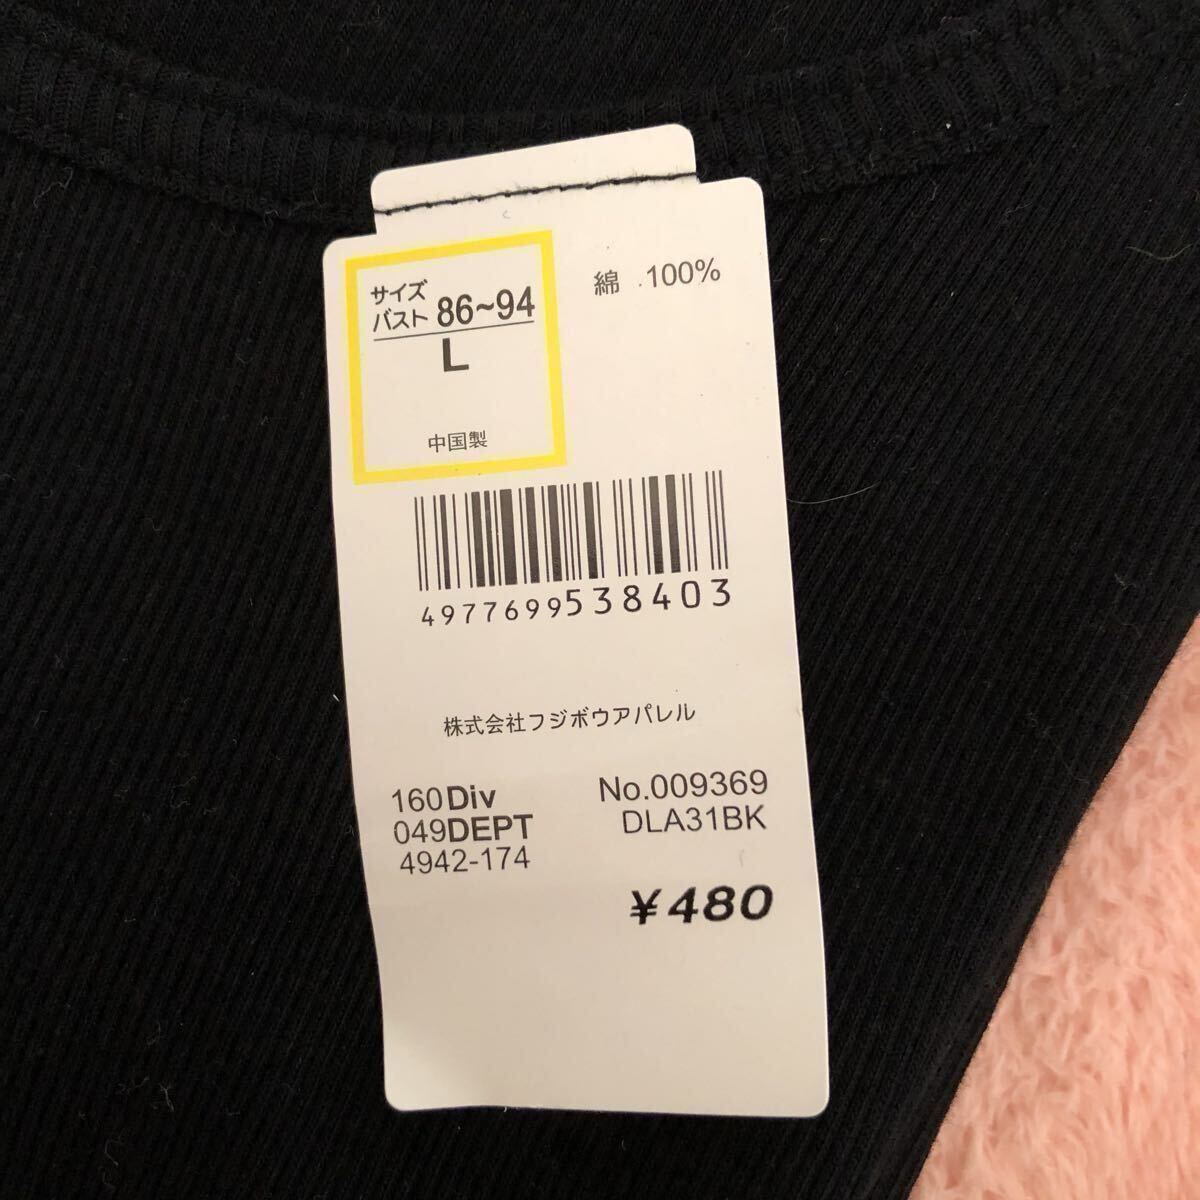 サイズ
バスト 86~94
L
中国製
綿 100%
4977699538403
株式会社フジボウアパレル
160Div
049DEPT
4942-174
No.009369
DLA31BK
¥480